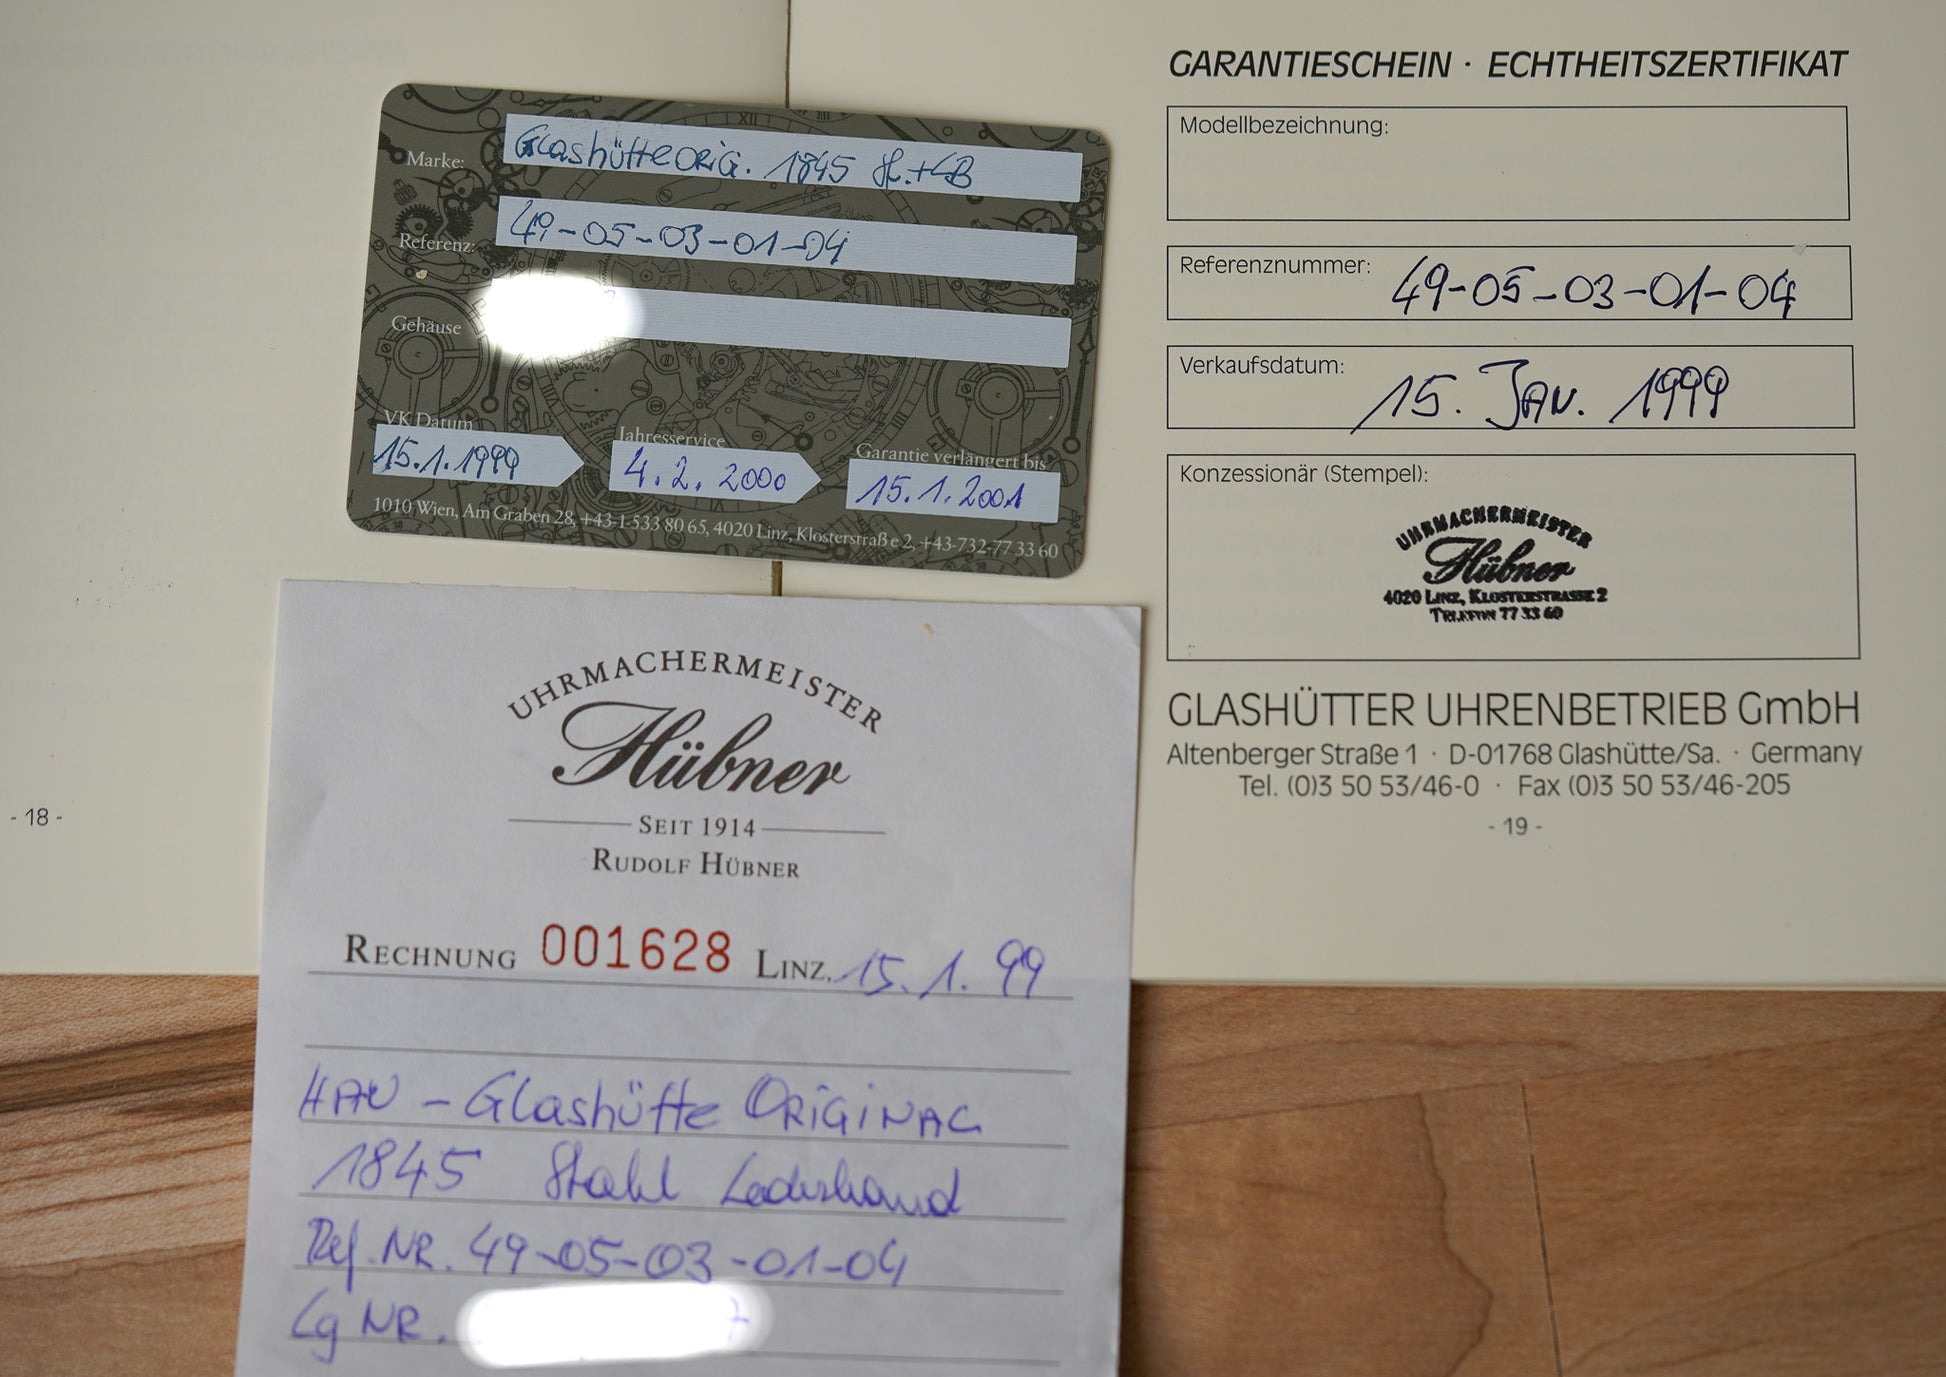 Marke: Glashütte Orig. 1845 St.+LB
Referenz: 49-05-03-01-04
Gehäuse
VK Datum Jahresservice Garantie verlängert bis
15.1.1999 4.2.2000 15.1.2001
1010 Wien, Am Graben 28, +43-1-533 80 65, 4020 Linz, Klosterstraße 2, +43-732-77 33 60
UHRMACHERMEISTER
Hübner
SEIT 1914
RUDOLF HÜBNER
RECHNUNG 001628 LINZ, 15.1.99
HAU - Glashütte ORIGINAL
1845 Stahl Lederband
Ref. NR. 49-05-03-01-04
Lg NR. 7
- 18 -
GARANTIESCHEIN · ECHTHEITSZERTIFIKAT
Modellbezeichnung:
Referenznummer: 49-05-03-01-04
Verkaufsdatum: 15. JAN. 1999
Konzessionär (Stempel):
UHRMACHERMEISTER
Hübner
4020 LINZ, KLOSTERSTRASSE 2
TELEFON 77 33 60
GLASHÜTTER UHRENBETRIEB GmbH
Altenberger Straße 1 · D-01768 Glashütte/Sa. · Germany
Tel. (0)3 50 53/46-0 · Fax (0)3 50 53/46-205
- 19 -